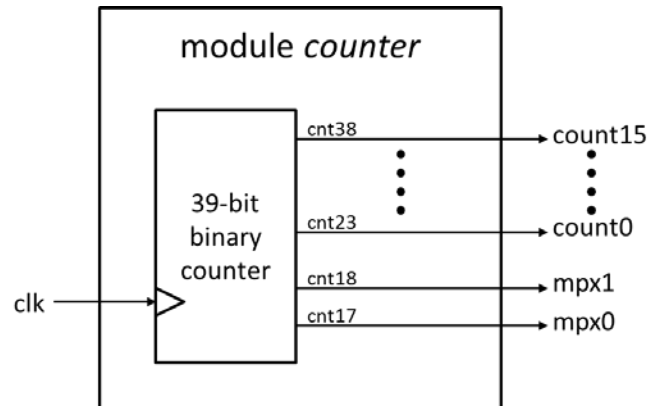 module counter
cnt38
count15
39-bit
binary
counter
cnt23
count0
cnt18
mpx1
clk
cnt17
mpx0